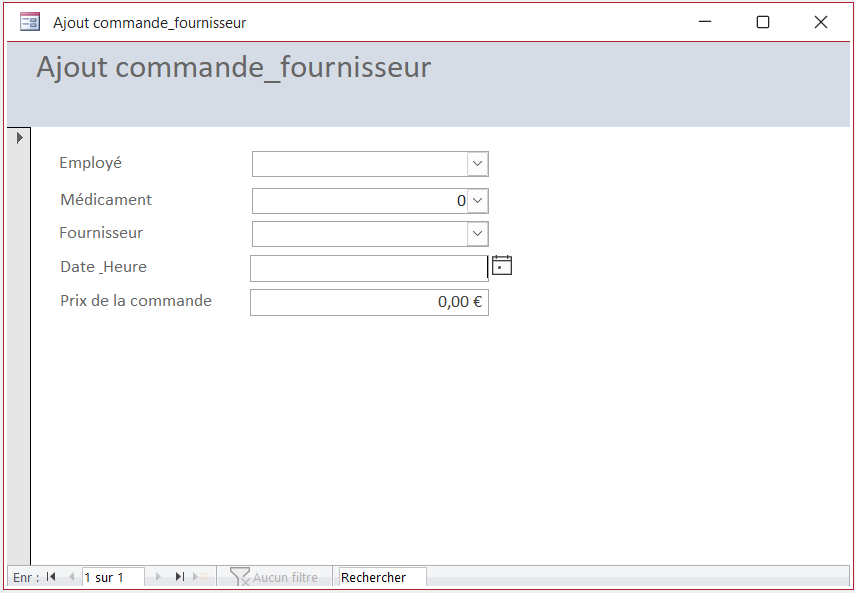 Ajout commande_fournisseur
Ajout commande_fournisseur
Employé
Médicament 0
Fournisseur
Date _Heure
Prix de la commande 0,00 €
Enr : 1 sur 1 Aucun filtre Rechercher